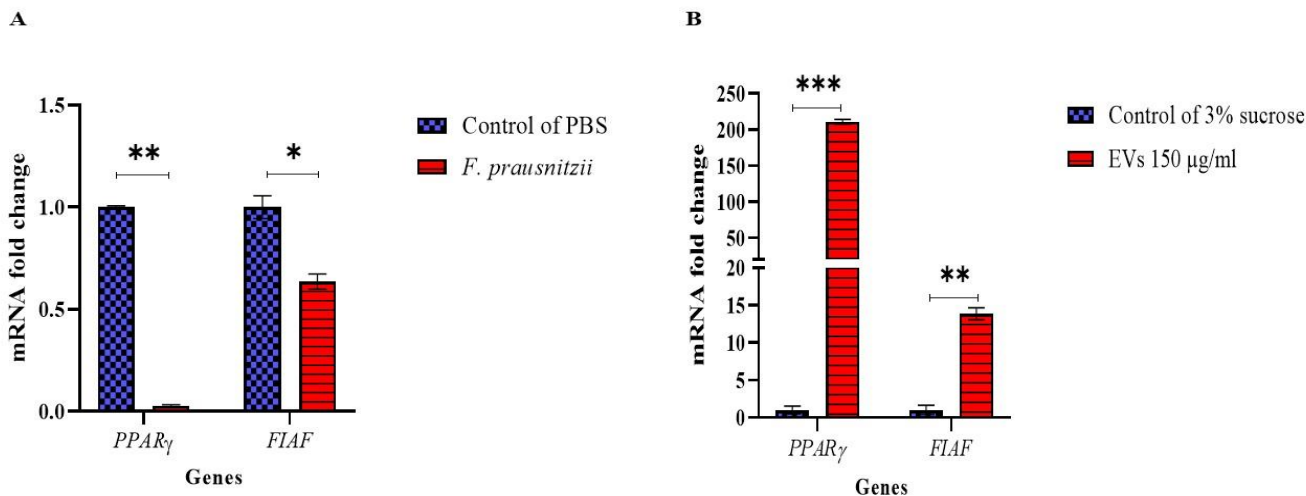 A
mRNA fold change
1.5
1.0
0.5
0.0
**
*
PPARγ
FIAF
Genes
Control of PBS
F. prausnitzii
B
mRNA fold change
250
200
150
100
50
20
15
10
5
0
***
**
PPARγ
FIAF
Genes
Control of 3% sucrose
EVs 150 µg/ml